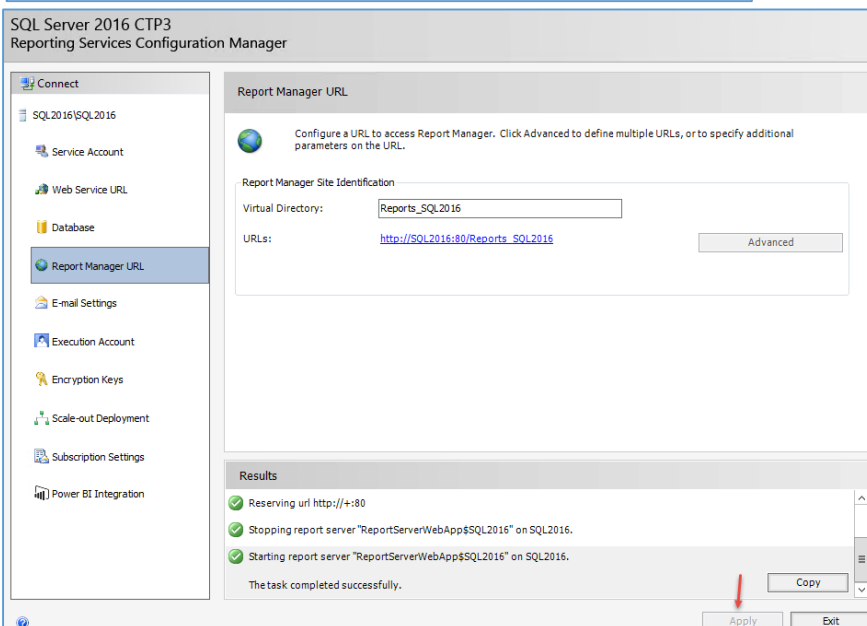 SQL Server 2016 CTP3
Reporting Services Configuration Manager
Connect
SQL2016\SQL2016
Service Account
Web Service URL
Database
Report Manager URL
E-mail Settings
Execution Account
Encryption Keys
Scale-out Deployment
Subscription Settings
Power BI Integration
Report Manager URL
Configure a URL to access Report Manager. Click Advanced to define multiple URLs, or to specify additional
parameters on the URL.
Report Manager Site Identification
Virtual Directory: Reports_SQL2016
URLs: http://SQL2016:80/Reports_SQL2016
Advanced
Results
Reserving url http://+:80
Stopping report server "ReportServerWebApp$SQL2016" on SQL2016.
Starting report server "ReportServerWebApp$SQL2016" on SQL2016.
The task completed successfully.
Copy
Apply Exit